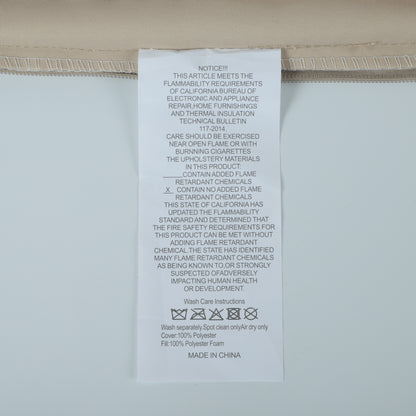 NOTICE!!!
THIS ARTICLE MEETS THE
FLAMMABILITY REQUIREMENTS
OF CALIFORNIA BUREAU OF
ELECTRONIC AND APPLIANCE
REPAIR,HOME FURNISHINGS
AND THERMAL INSULATION
TECHNICAL BULLETIN
117-2014.
CARE SHOULD BE EXERCISED
NEAR OPEN FLAME OR WITH
BURNNING CIGARETTES
THE UPHOLSTERY MATERIALS
IN THIS PRODUCT:
____CONTAIN ADDED FLAME
RETARDANT CHEMICALS
X CONTAIN NO ADDED FLAME
RETARDANT CHEMICALS
THIS STATE OF CALIFORNIA HAS
UPDATED THE FLAMMABILITY
STANDARD AND DETERMINED THAT
THE FIRE SAFETY REQUIREMENTS FOR
THIS PRODUCT CAN BE MET WITHOUT
ADDING FLAME RETARDANT
CHEMICAL.THE STATE HAS IDENTIFIED
MANY FLAME RETARDANT CHEMICALS
AS BEING KNOWN TO,OR STRONGLY
SUSPECTED OFADVERSELY
IMPACTING HUMAN HEALTH
OR DEVELOPMENT.
Wash Care Instructions
Wash separately.Spot clean onlyAir dry only.
Cover:100% Polyester
Fill:100% Polyester Foam
MADE IN CHINA